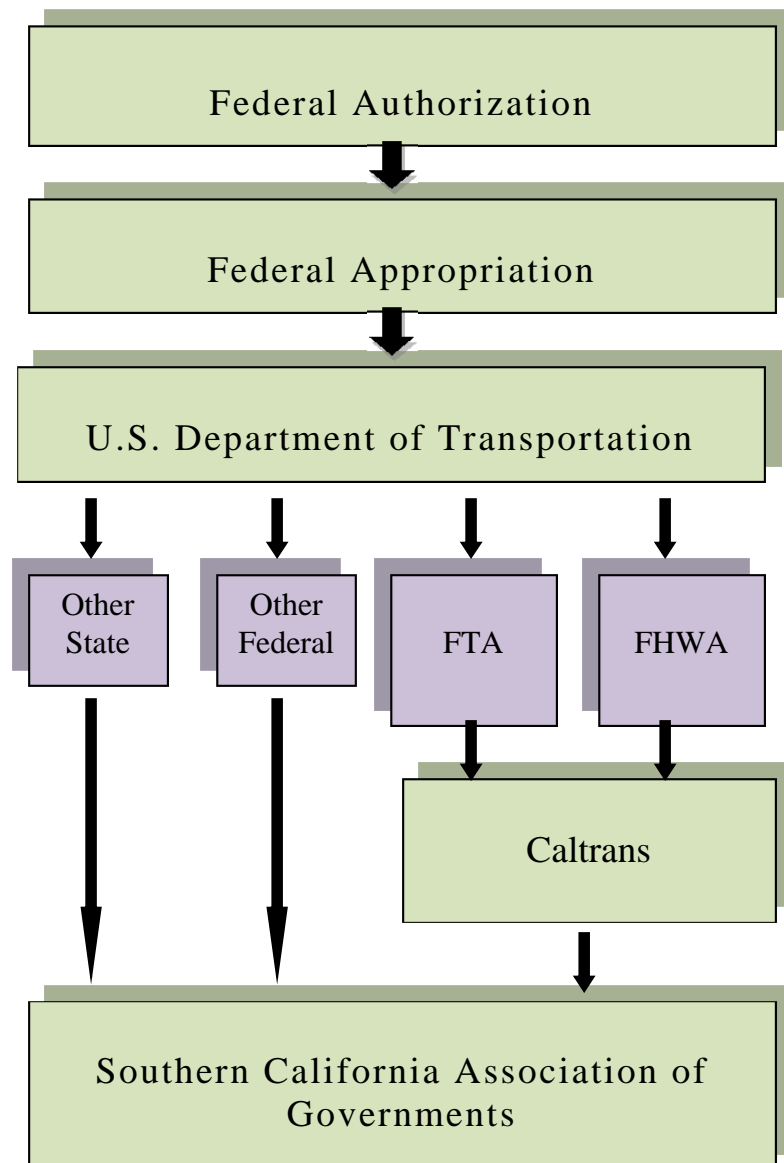 Federal Authorization
Federal Appropriation
U.S. Department of Transportation
Other
State
Other
Federal
FTA
FHWA
Caltrans
Southern California Association of
Governments